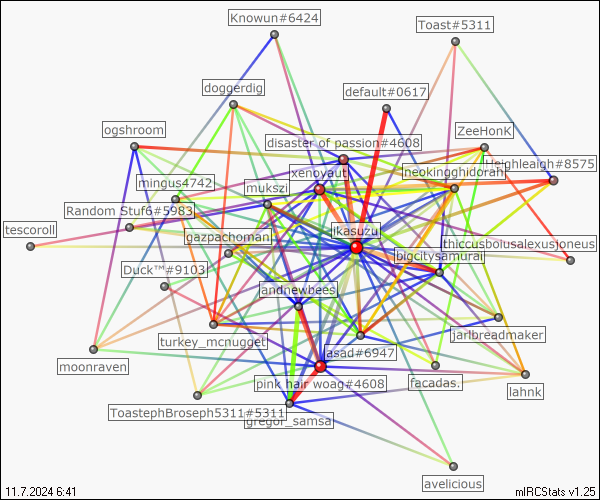 Knowun#6424
Toast#5311
doggerdig
default#0617
ogshroom
disaster of passion#4608
ZeeHonK
xenoyaut
neokingghidorah
Heighleaigh#8575
mingus4742
mukszi
tescoroll
Random Stuf6#5983
ikasuzu
gazpachoman
thiccusbolusalexusjoneus
bigcitysamurai
Duck™#9103
andnewbees
turkey_mcnugget
jarlbreadmaker
moonraven
asad#6947
pink hair woag#4608
facadas.
lahnk
ToastephBroseph5311#5311
gregor_samsa
avelicious
11.7.2024 6:41
mIRCStats v1.25